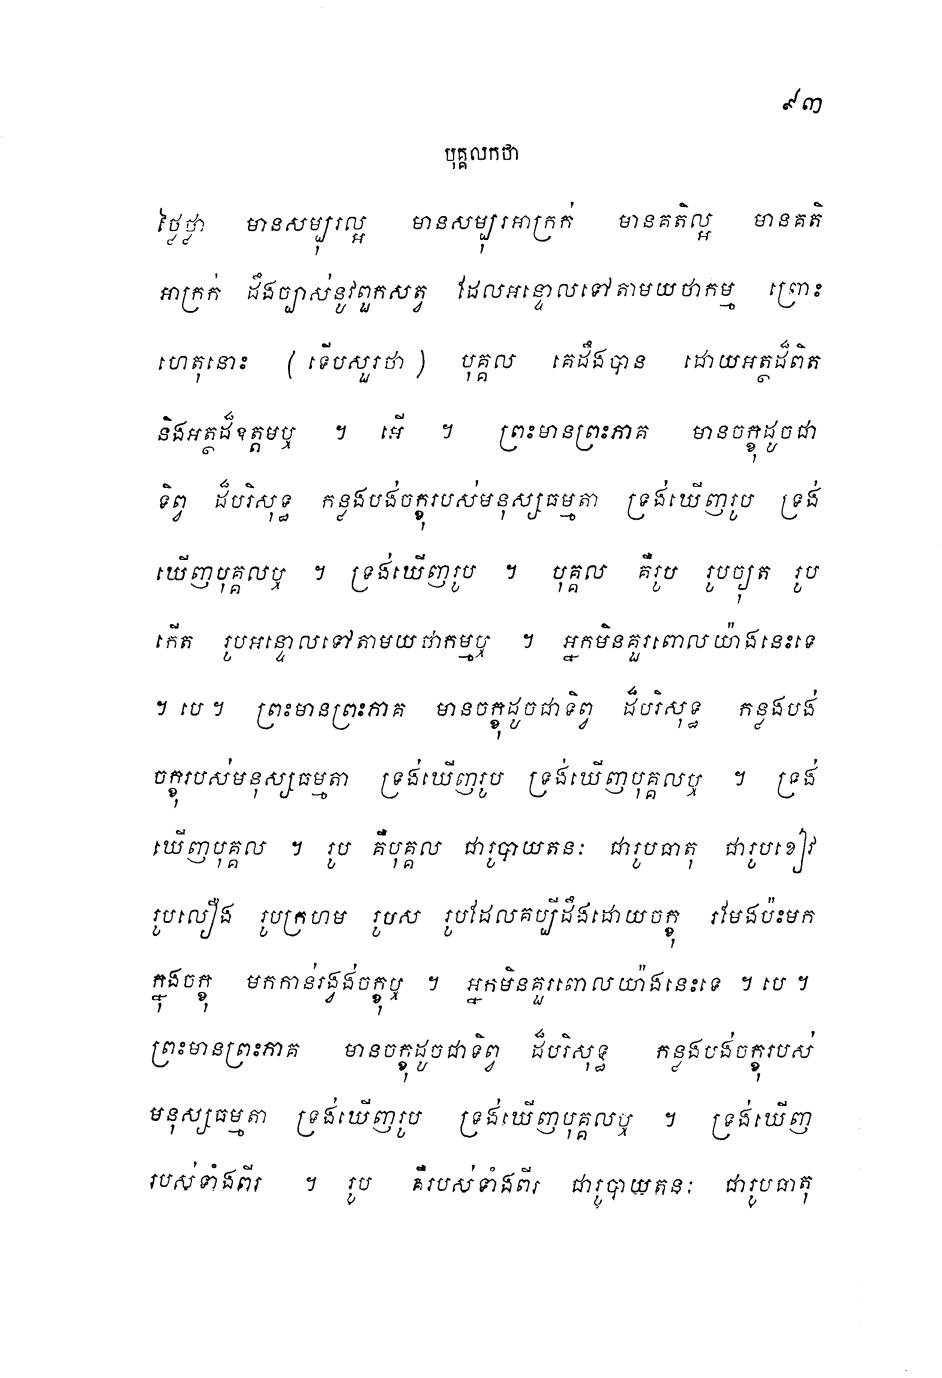 ៩៣
បុគ្គលកថា
ថ្លៃថ្លា មានសម្បុរល្អ មានសម្បុរអាក្រក់ មានគតិល្អ មានគតិ
អាក្រក់ ដឹងច្បាស់នូវពួកសត្វ ដែលអន្ទោលទៅតាមយថាកម្ម ព្រោះ
ហេតុនោះ ( ទើបសួរថា ) បុគ្គល គេដឹងបាន ដោយអត្ថដ៏ពិត
និងអត្ថដ៏ឧត្តមឬ ។ អើ ។ ព្រះមានព្រះភាគ មានចក្ខុដូចជា
ទិព្វ ដ៏បរិសុទ្ធ កន្លងបង់ចក្ខុរបស់មនុស្សធម្មតា ទ្រង់ឃើញរូប ទ្រង់
ឃើញបុគ្គលឬ ។ ទ្រង់ឃើញរូប ។ បុគ្គល គឺរូប រូបច្យុត រូប
កើត រូបអន្ទោលទៅតាមយថាកម្មឬ ។ អ្នកមិនគួរពោលយ៉ាងនេះទេ
។ បេ ។ ព្រះមានព្រះភាគ មានចក្ខុដូចជាទិព្វ ដ៏បរិសុទ្ធ កន្លងបង់
ចក្ខុរបស់មនុស្សធម្មតា ទ្រង់ឃើញរូប ទ្រង់ឃើញបុគ្គលឬ ។ ទ្រង់
ឃើញបុគ្គល ។ រូប គឺបុគ្គល ជារូបាយតនៈ ជារូបធាតុ ជារូបខៀវ
រូបលឿង រូបក្រហម រូបស រូបដែលគប្បីដឹងដោយចក្ខុ រមែងប៉ះមក
ក្នុងចក្ខុ មកកាន់រង្វង់ចក្ខុឬ ។ អ្នកមិនគួរពោលយ៉ាងនេះទេ ។ បេ ។
ព្រះមានព្រះភាគ មានចក្ខុដូចជាទិព្វ ដ៏បរិសុទ្ធ កន្លងបង់ចក្ខុរបស់
មនុស្សធម្មតា ទ្រង់ឃើញរូប ទ្រង់ឃើញបុគ្គលឬ ។ ទ្រង់ឃើញ
របស់ទាំងពីរ ។ រូប គឺរបស់ទាំងពីរ ជារូបាយតនៈ ជារូបធាតុ